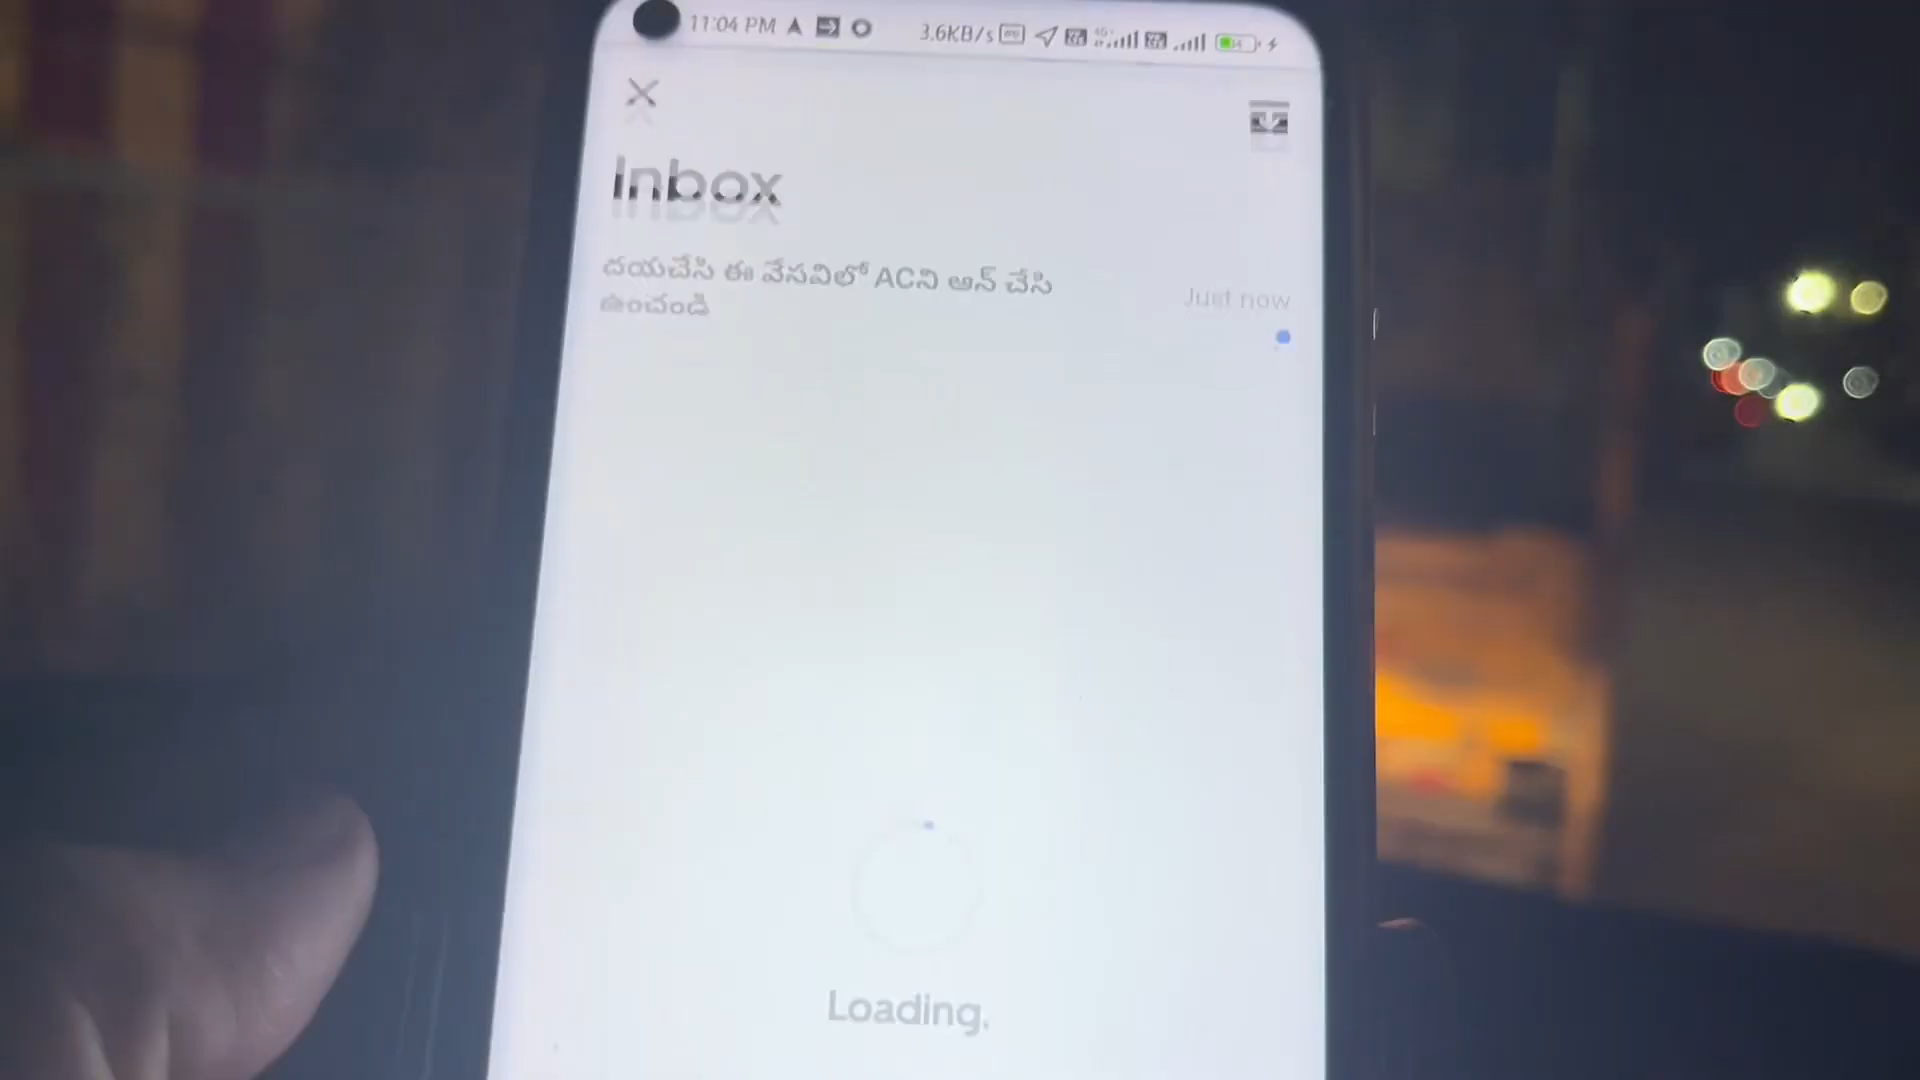 11:04 PM 3.6KB/s
Inbox
దయచేసి ఈ వేసవిలో ACని ఆన్ చేసి
ఉంచండి
Just now
Loading.